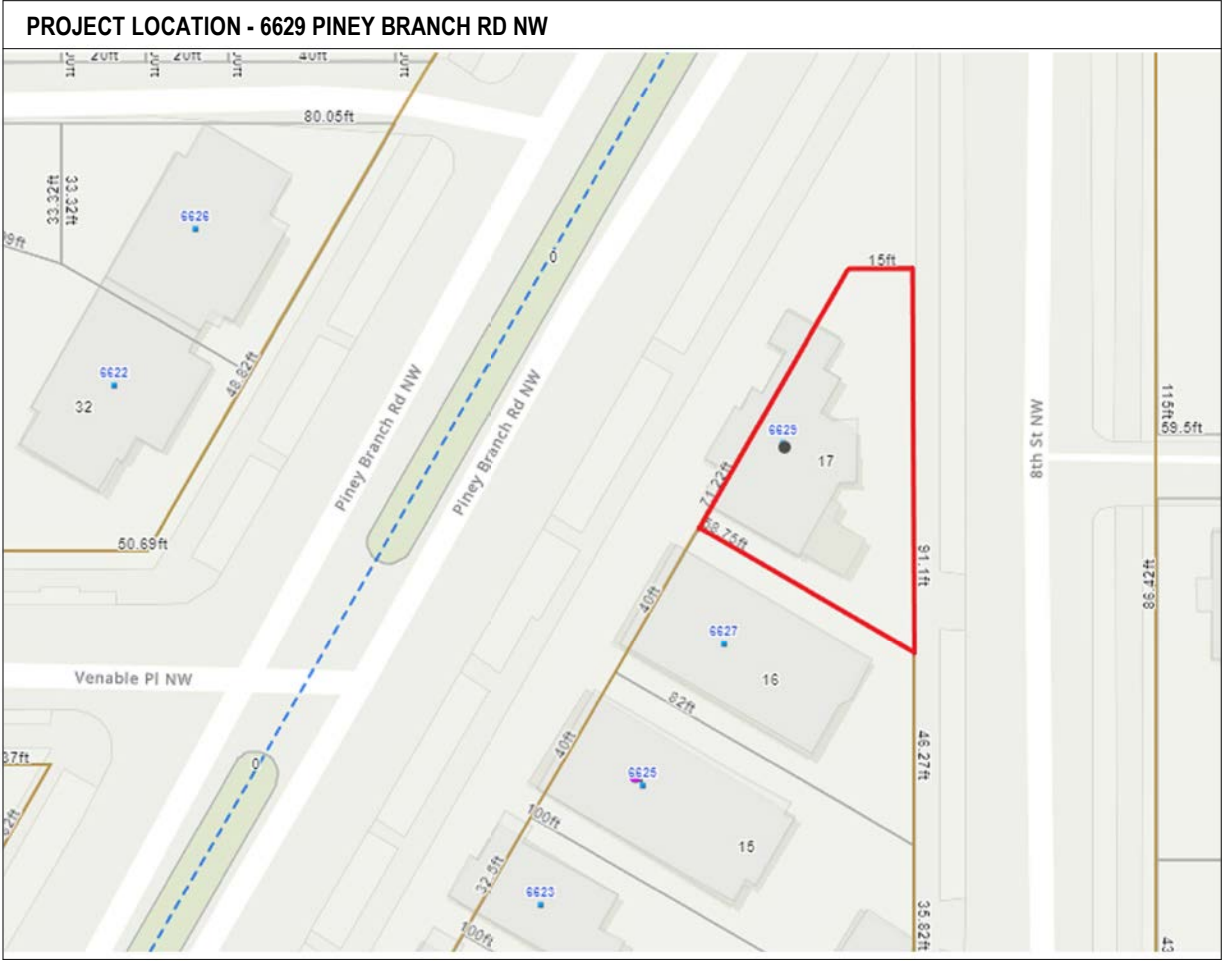 PROJECT LOCATION - 6629 PINEY BRANCH RD NW
20ft
20ft
40ft
80.05ft
33.32ft
33.32ft
6626
0
15ft
6622
32
48.82ft
Piney Branch Rd NW
Piney Branch Rd NW
6629
17
71.22ft
58.75ft
8th St NW
115ft
59.5ft
50.69ft
91.1ft
86.42ft
40ft
6627
16
82ft
Venable Pl NW
40ft
46.27ft
37ft
0
6625
100ft
15
32.5ft
6623
35.82ft
100ft
43